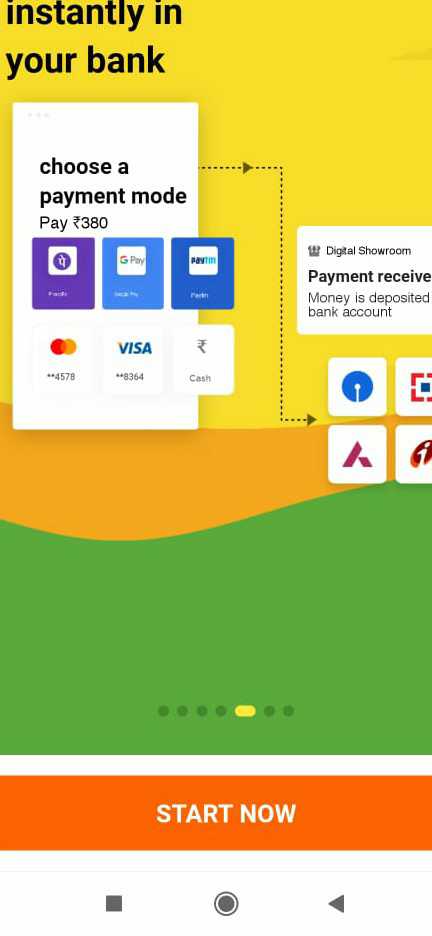 instantly in
your bank
choose a
payment mode
Pay ₹380
G Pay
paytm
PhonePe
Google Pay
Paytm
VISA
₹
**4578
**8364
Cash
Digital Showroom
Payment receive
Money is deposited
bank account
START NOW